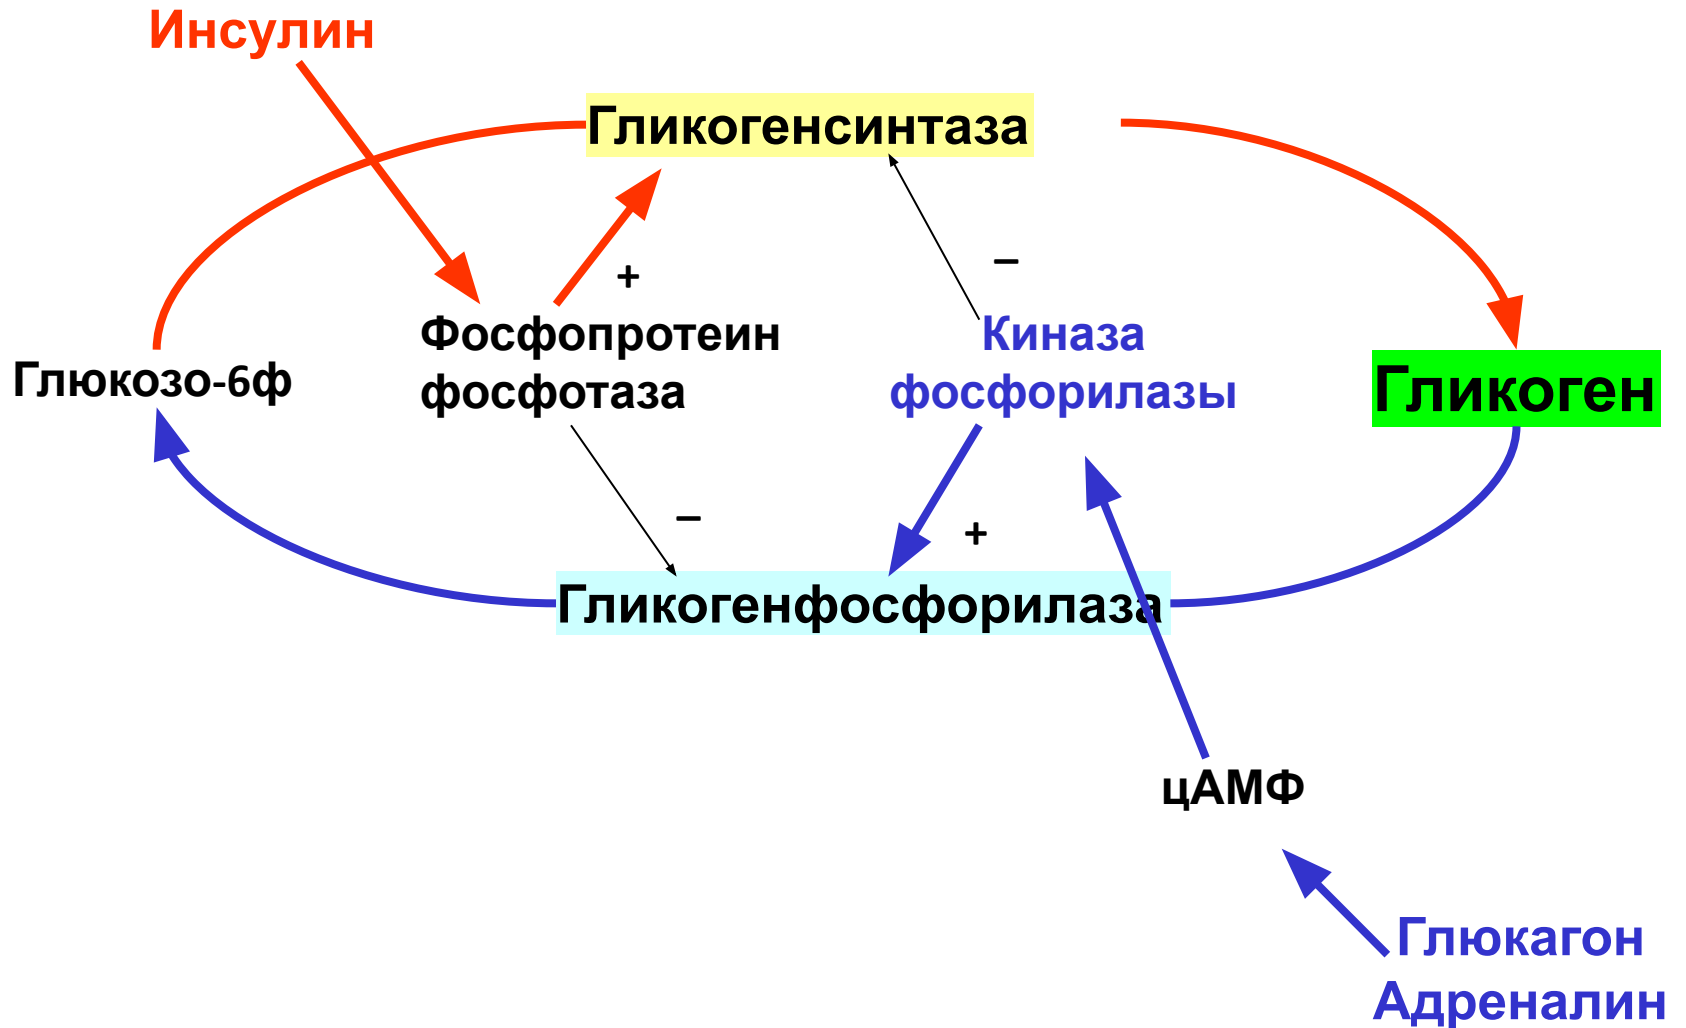 Инсулин
Гликогенсинтаза
+
–
Фосфопротеин
фосфотаза
Киназа
фосфорилазы
Глюкозо-6ф
Гликоген
–
+
Гликогенфосфорилаза
цАМФ
Глюкагон
Адреналин